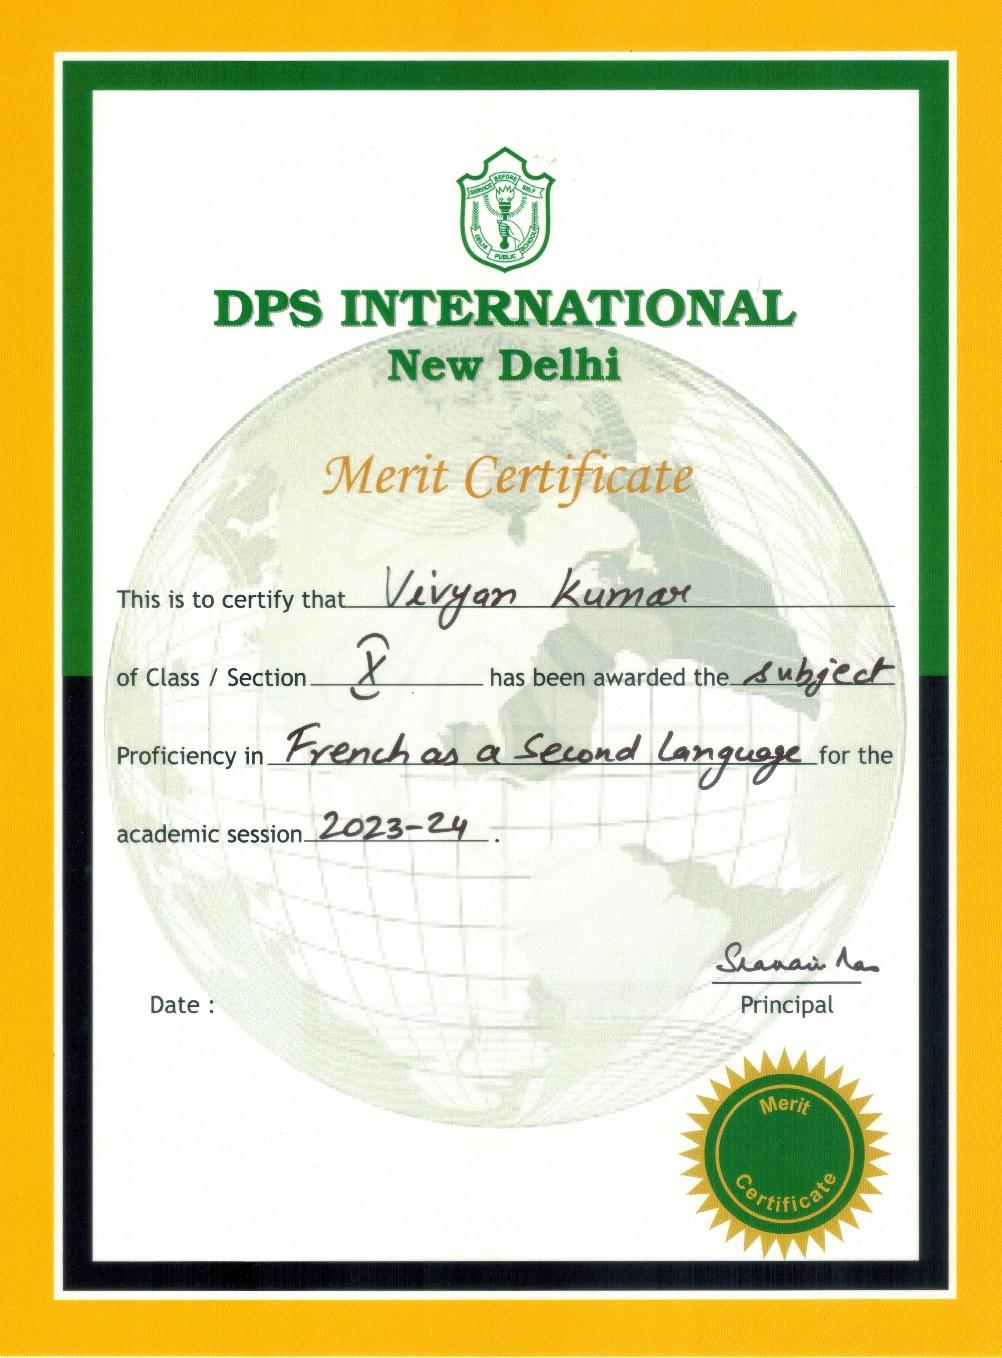 SERVICE BEFORE SELF
DELHI PUBLIC SCHOOL
DPS INTERNATIONAL
New Delhi
Merit Certificate
This is to certify that Vivyan Kumar
of Class / Section X has been awarded the subject
Proficiency in French as a Second Language for the
academic session 2023-24 .
Date :
Principal
Merit
Certificate